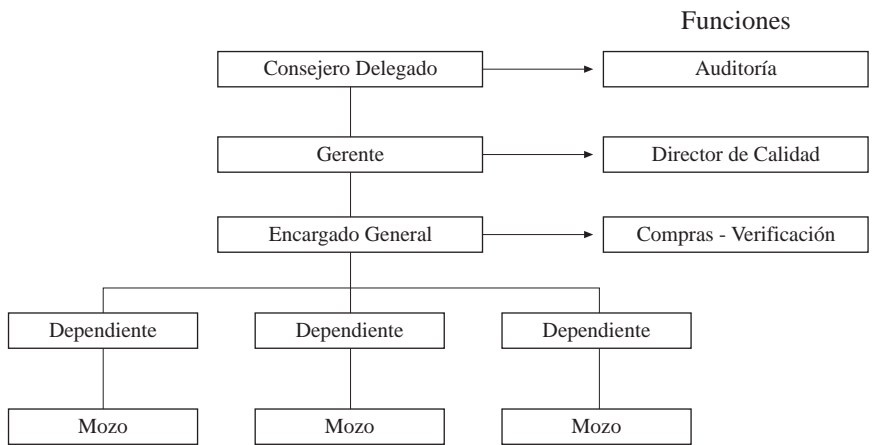 Funciones
Consejero Delegado
Auditoría
Gerente
Director de Calidad
Encargado General
Compras - Verificación
Dependiente
Dependiente
Dependiente
Mozo
Mozo
Mozo